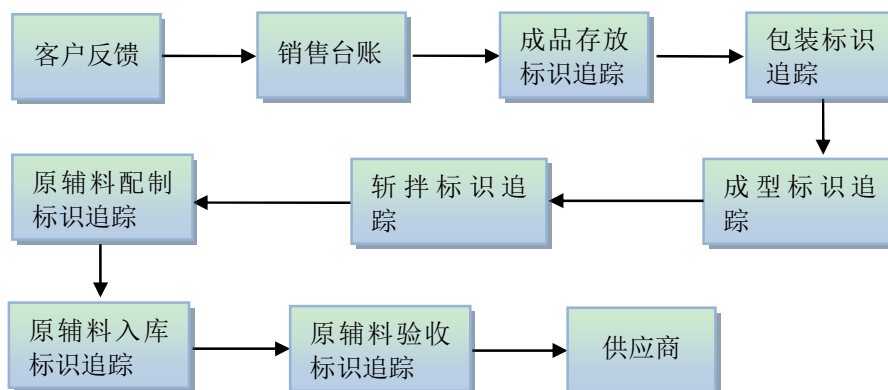 客户反馈
销售台账
成品存放
标识追踪
包装标识
追踪
成型标识追
踪
斩拌标识追
踪
原辅料配制
标识追踪
原辅料入库
标识追踪
原辅料验收
标识追踪
供应商